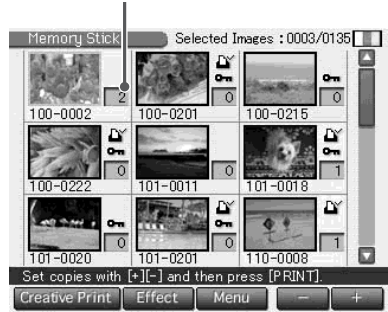 Memory Stick Selected Images : 0003/0135
2 0 0
100-0002 100-0201 100-0215
0 0 1
100-0222 101-0011 101-0018
0 0 1
101-0020 101-0201 110-0008
Set copies with [+][-] and then press [PRINT].
Creative Print Effect Menu - +